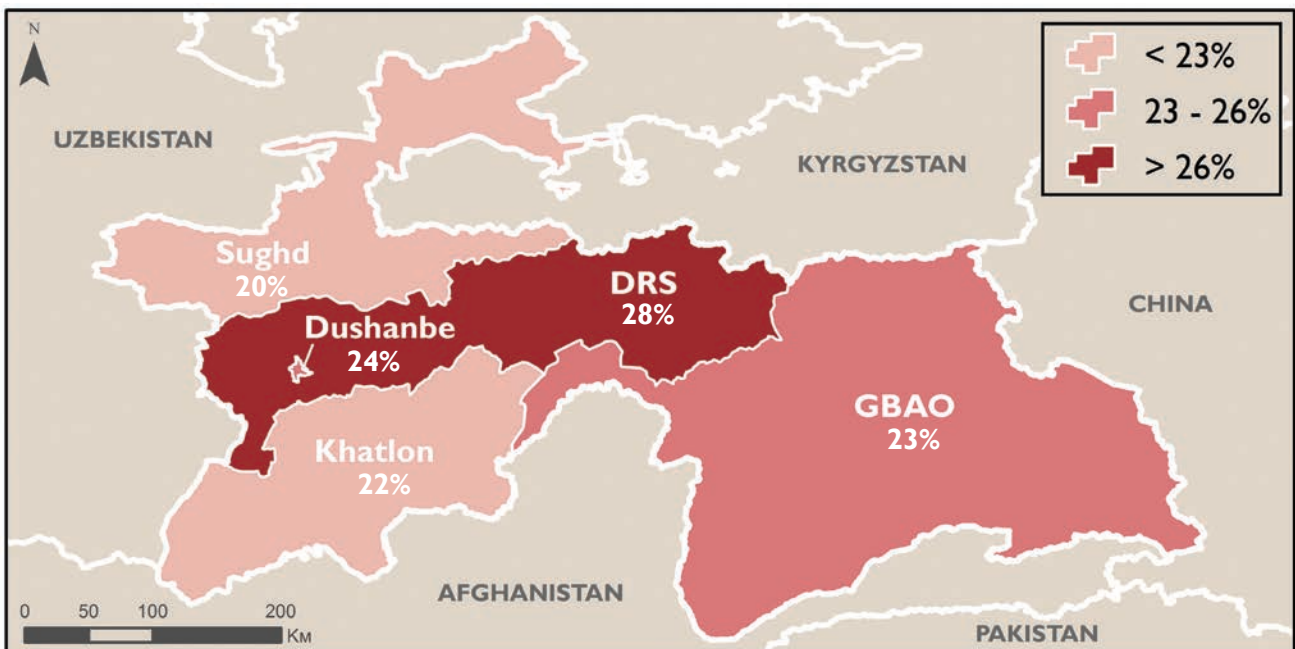 N
< 23%
23 - 26%
> 26%
UZBEKISTAN
KYRGYZSTAN
CHINA
AFGHANISTAN
PAKISTAN
Sughd
20%
DRS
28%
Dushanbe
24%
GBAO
23%
Khatlon
22%
0 50 100 200
Км